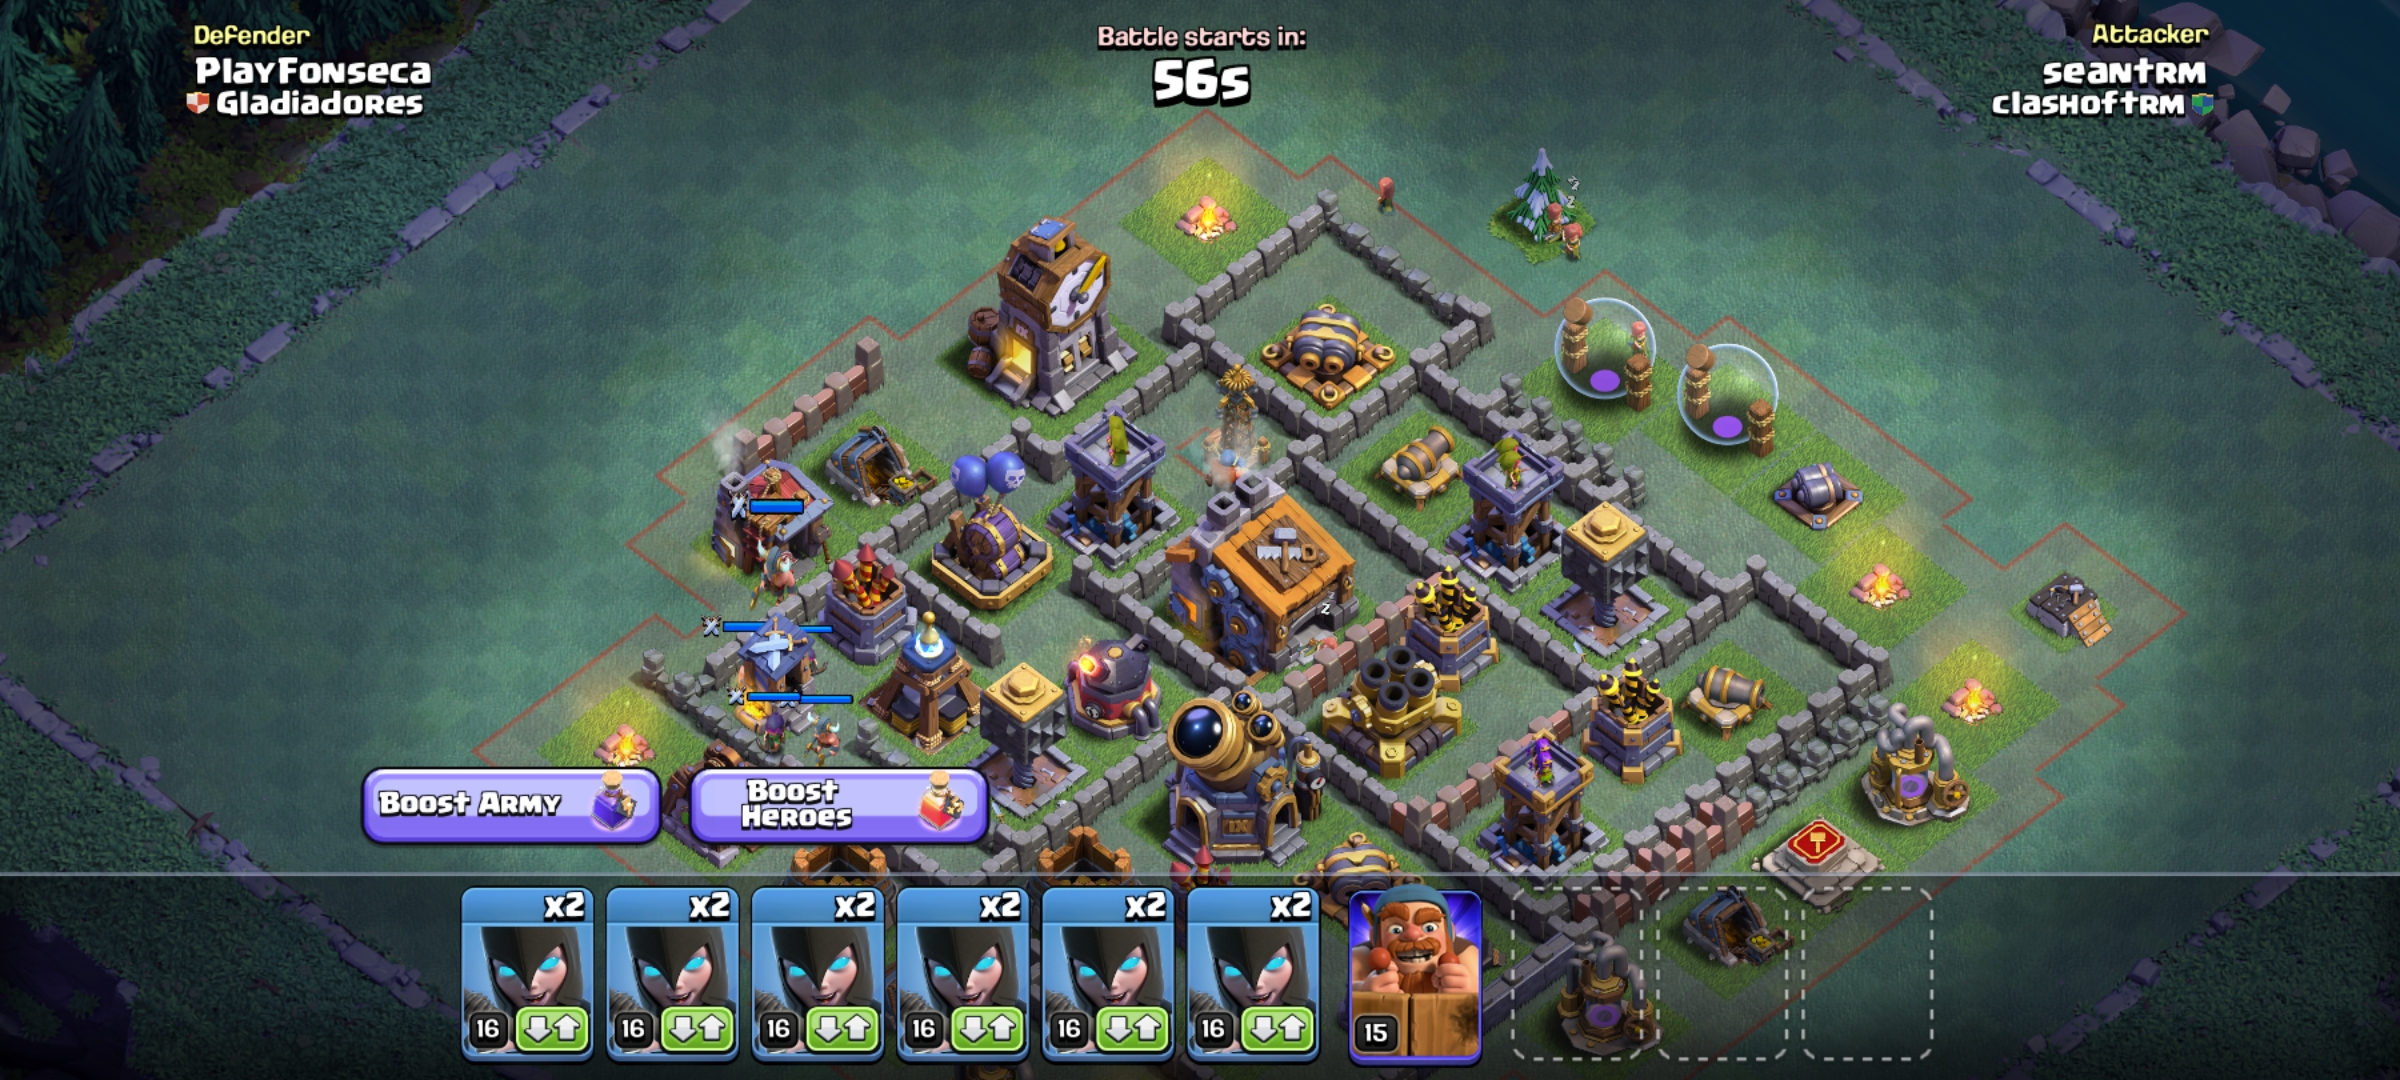 Defender
PlayFonseca
Gladiadores
Battle starts in:
56s
Attacker
seantRM
clashoftRM
z
z
z
Boost Army
Boost
Heroes
x2
x2
x2
x2
x2
x2
16
16
16
16
16
16
15